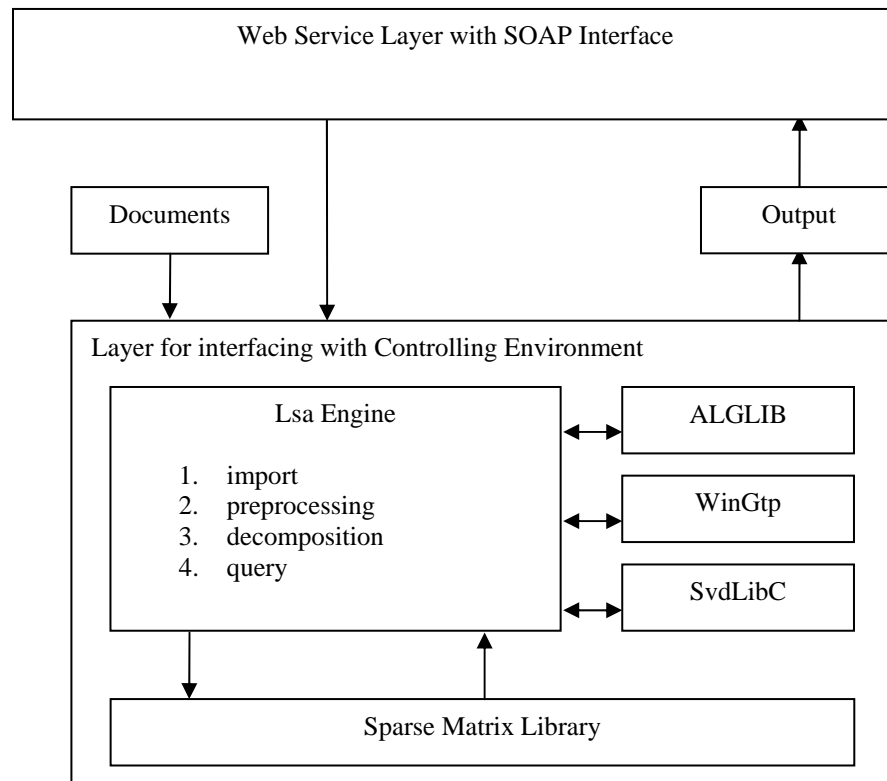 Web Service Layer with SOAP Interface
Documents
Output
Layer for interfacing with Controlling Environment
Lsa Engine
1. import
2. preprocessing
3. decomposition
4. query
ALGLIB
WinGtp
SvdLibC
Sparse Matrix Library